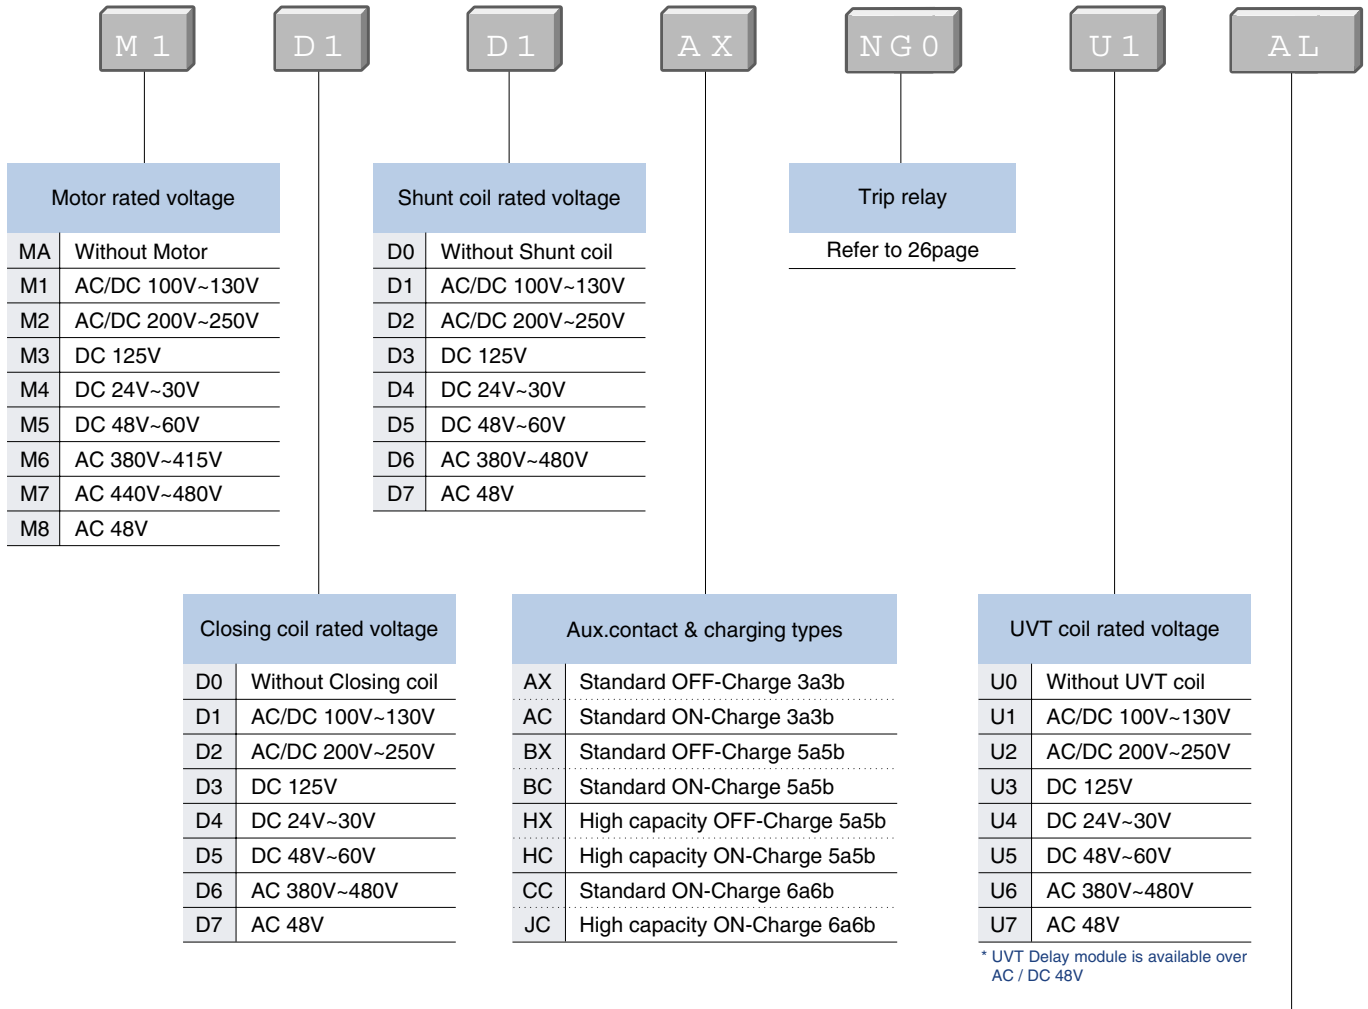 M1 D1 D1 AX NG0 U1 AL
Motor rated voltage
MA Without Motor
M1 AC/DC 100V~130V
M2 AC/DC 200V~250V
M3 DC 125V
M4 DC 24V~30V
M5 DC 48V~60V
M6 AC 380V~415V
M7 AC 440V~480V
M8 AC 48V
Shunt coil rated voltage
D0 Without Shunt coil
D1 AC/DC 100V~130V
D2 AC/DC 200V~250V
D3 DC 125V
D4 DC 24V~30V
D5 DC 48V~60V
D6 AC 380V~480V
D7 AC 48V
Trip relay
Refer to 26page
Closing coil rated voltage
D0 Without Closing coil
D1 AC/DC 100V~130V
D2 AC/DC 200V~250V
D3 DC 125V
D4 DC 24V~30V
D5 DC 48V~60V
D6 AC 380V~480V
D7 AC 48V
Aux.contact & charging types
AX Standard OFF-Charge 3a3b
AC Standard ON-Charge 3a3b
BX Standard OFF-Charge 5a5b
BC Standard ON-Charge 5a5b
HX High capacity OFF-Charge 5a5b
HC High capacity ON-Charge 5a5b
CC Standard ON-Charge 6a6b
JC High capacity ON-Charge 6a6b
UVT coil rated voltage
U0 Without UVT coil
U1 AC/DC 100V~130V
U2 AC/DC 200V~250V
U3 DC 125V
U4 DC 24V~30V
U5 DC 48V~60V
U6 AC 380V~480V
U7 AC 48V
* UVT Delay module is available over
AC / DC 48V